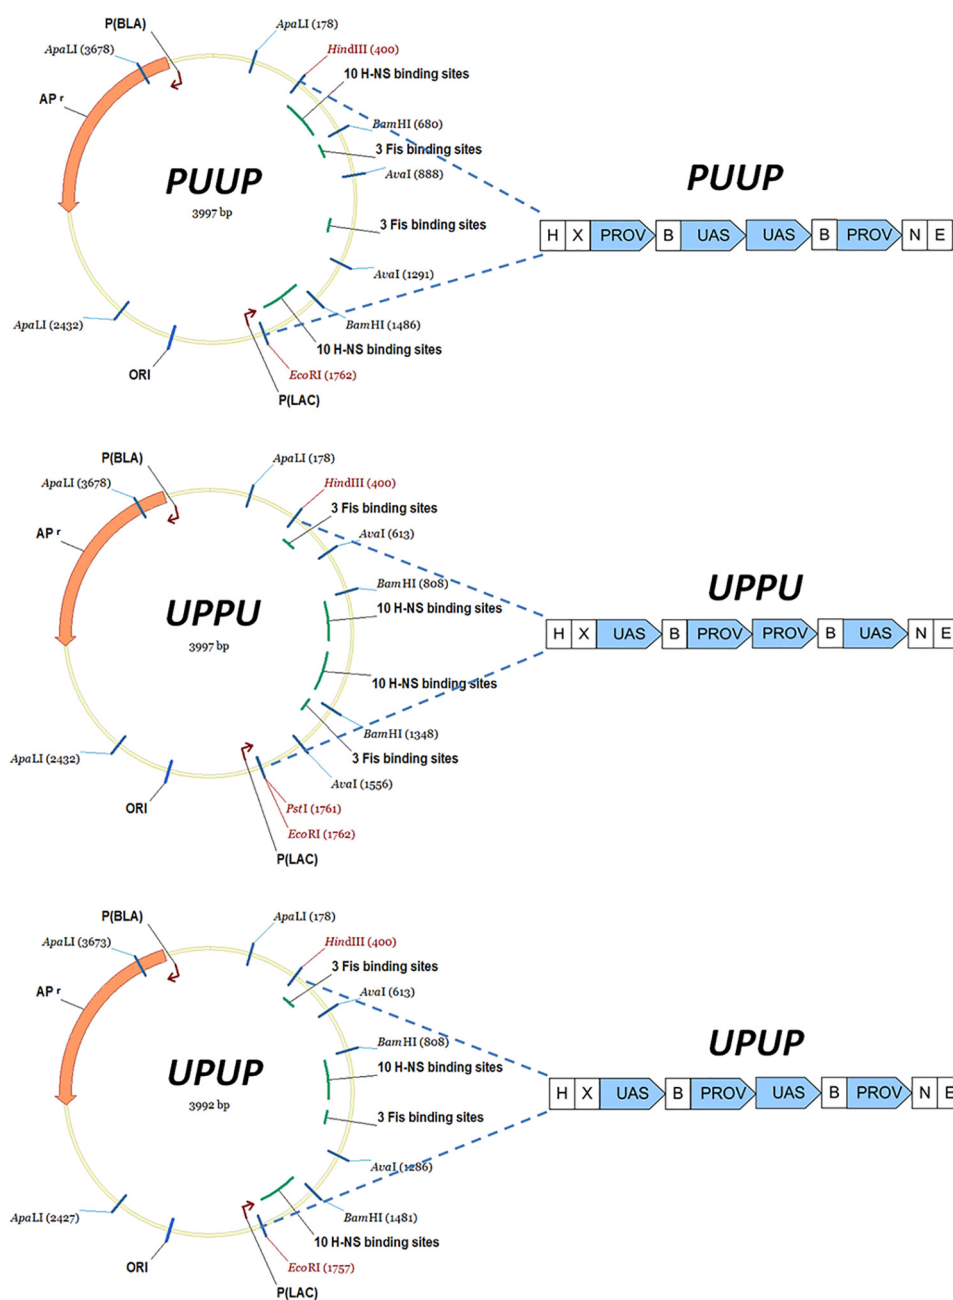 P(BLA)
ApaLI (178)
ApaLI (3678)
HindIII (400)
10 H-NS binding sites
AP r
BamHI (680)
3 Fis binding sites
PUUP
AvaI (888)
PUUP
3997 bp
3 Fis binding sites
H X PROV B UAS UAS B PROV N E
AvaI (1291)
ApaLI (2432)
BamHI (1486)
10 H-NS binding sites
ORI
EcoRI (1762)
P(LAC)
P(BLA)
ApaLI (178)
ApaLI (3678)
HindIII (400)
3 Fis binding sites
AP r
AvaI (613)
BamHI (808)
UPPU
10 H-NS binding sites
UPPU
3997 bp
H X UAS B PROV PROV B UAS N E
10 H-NS binding sites
BamHI (1348)
ApaLI (2432)
3 Fis binding sites
AvaI (1556)
ORI
PstI (1761)
EcoRI (1762)
P(LAC)
P(BLA)
ApaLI (178)
ApaLI (3673)
HindIII (400)
3 Fis binding sites
AP r
AvaI (613)
BamHI (808)
UPUP
10 H-NS binding sites
UPUP
3992 bp
H X UAS B PROV UAS B PROV N E
3 Fis binding sites
AvaI (1286)
ApaLI (2427)
BamHI (1481)
10 H-NS binding sites
ORI
EcoRI (1757)
P(LAC)